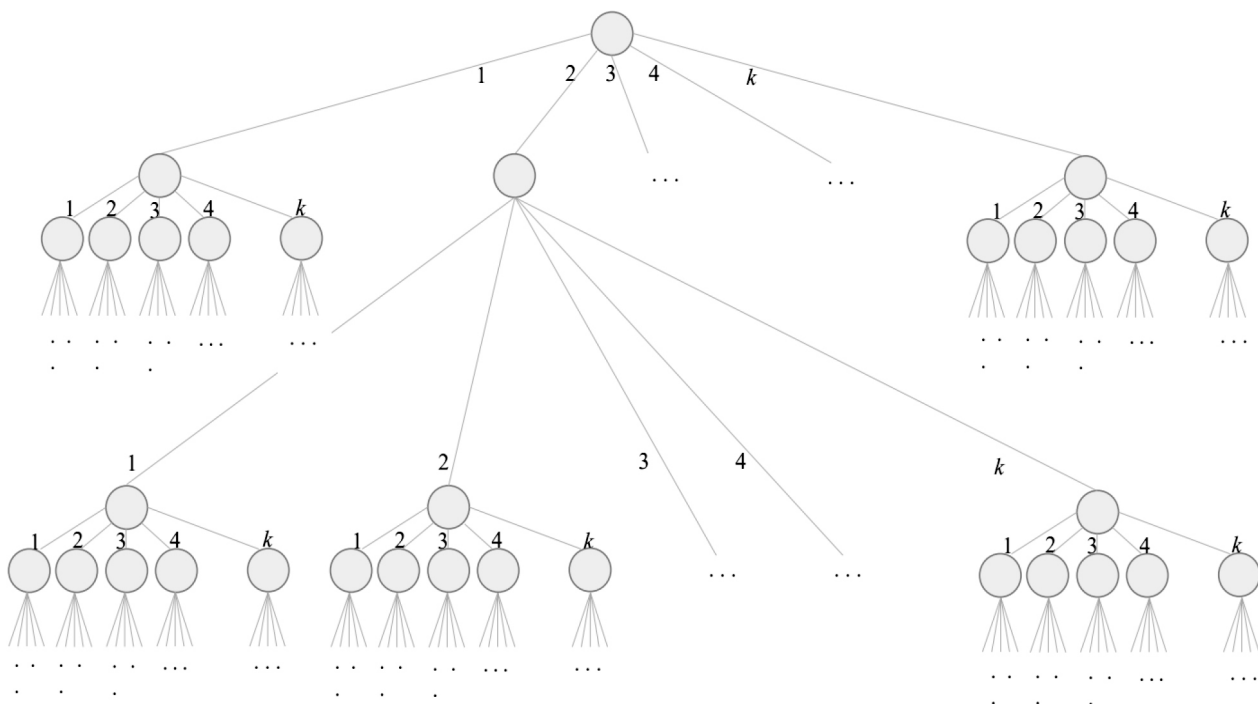 1 2 3 4 k
... ...
1 2 3 4 k 1 2 3 4 k
. . . . . . ... ... . . . . . . ... ...
. . . . . .
1 2 3 4 k
1 2 3 4 k 1 2 3 4 k 1 2 3 4 k
... ...
. . . . . . ... ... . . . . . . ... ... . . . . . . ... ...
. . . . . . . . .